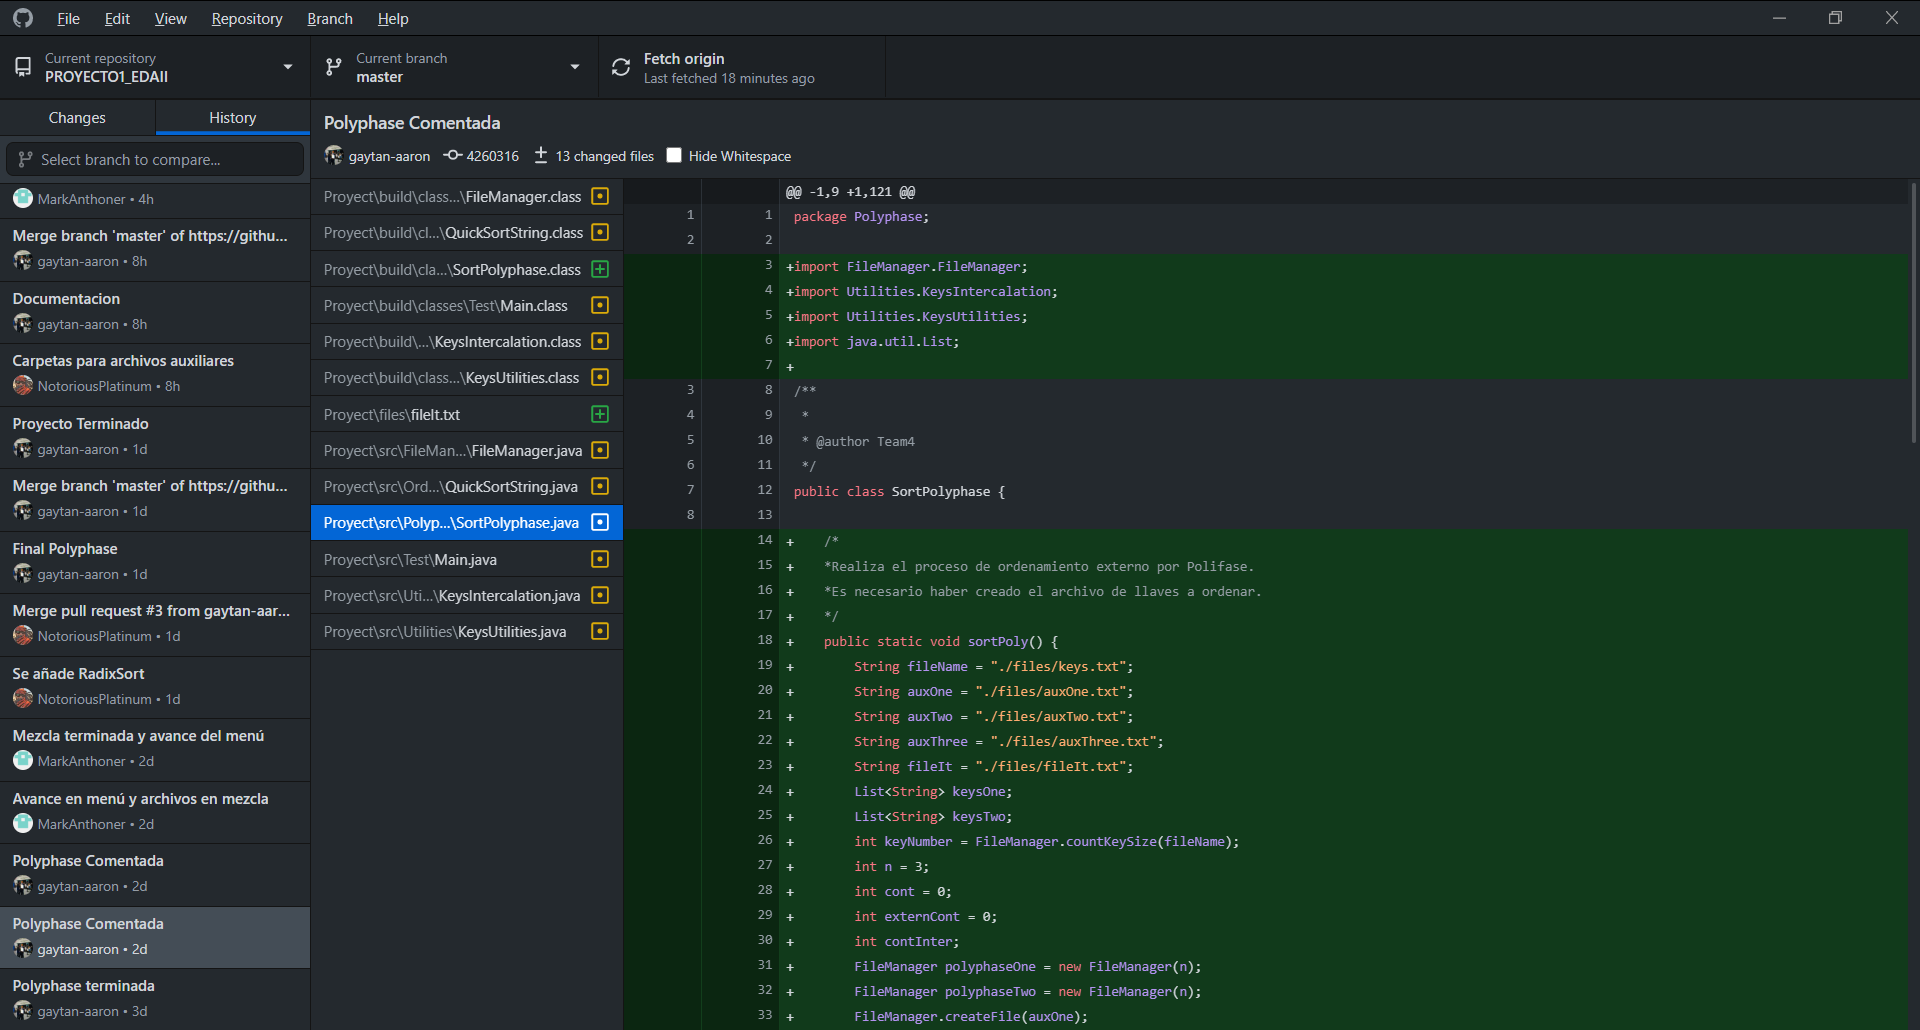 File Edit View Repository Branch Help
Current repository
PROYECTO1_EDAII
Current branch
master
Fetch origin
Last fetched 18 minutes ago
Changes
History
Select branch to compare...
MarkAnthoner • 4h
Merge branch 'master' of https://githu...
gaytan-aaron • 8h
Documentacion
gaytan-aaron • 8h
Carpetas para archivos auxiliares
NotoriousPlatinum • 8h
Proyecto Terminado
gaytan-aaron • 1d
Merge branch 'master' of https://githu...
gaytan-aaron • 1d
Final Polyphase
gaytan-aaron • 1d
Merge pull request #3 from gaytan-aar...
NotoriousPlatinum • 1d
Se añade RadixSort
NotoriousPlatinum • 1d
Mezcla terminada y avance del menú
MarkAnthoner • 2d
Avance en menú y archivos en mezcla
MarkAnthoner • 2d
Polyphase Comentada
gaytan-aaron • 2d
Polyphase Comentada
gaytan-aaron • 2d
Polyphase terminada
gaytan-aaron • 3d
Polyphase Comentada
gaytan-aaron 4260316 13 changed files Hide Whitespace
Proyect\build\class...\FileManager.class
Proyect\build\cl...\QuickSortString.class
Proyect\build\cla...\SortPolyphase.class
Proyect\build\classes\Test\Main.class
Proyect\build\...\KeysIntercalation.class
Proyect\build\class...\KeysUtilities.class
Proyect\files\fileIt.txt
Proyect\src\FileMan...\FileManager.java
Proyect\src\Ord...\QuickSortString.java
Proyect\src\Polyp...\SortPolyphase.java
Proyect\src\Test\Main.java
Proyect\src\Uti...\KeysIntercalation.java
Proyect\src\Utilities\KeysUtilities.java
@@ -1,9 +1,121 @@
1 1 package Polyphase;
2 2
3 +import FileManager.FileManager;
4 +import Utilities.KeysIntercalation;
5 +import Utilities.KeysUtilities;
6 +import java.util.List;
7 +
3 8 /**
4 9 *
5 10 * @author Team4
6 11 */
7 12 public class SortPolyphase {
8 13
14 + /*
15 + *Realiza el proceso de ordenamiento externo por Polifase.
16 + *Es necesario haber creado el archivo de llaves a ordenar.
17 + */
18 + public static void sortPoly() {
19 + String fileName = "./files/keys.txt";
20 + String auxOne = "./files/auxOne.txt";
21 + String auxTwo = "./files/auxTwo.txt";
22 + String auxThree = "./files/auxThree.txt";
23 + String fileIt = "./files/fileIt.txt";
24 + List<String> keysOne;
25 + List<String> keysTwo;
26 + int keyNumber = FileManager.countKeySize(fileName);
27 + int n = 3;
28 + int cont = 0;
29 + int externCont = 0;
30 + int contInter;
31 + FileManager polyphaseOne = new FileManager(n);
32 + FileManager polyphaseTwo = new FileManager(n);
33 + FileManager.createFile(auxOne);